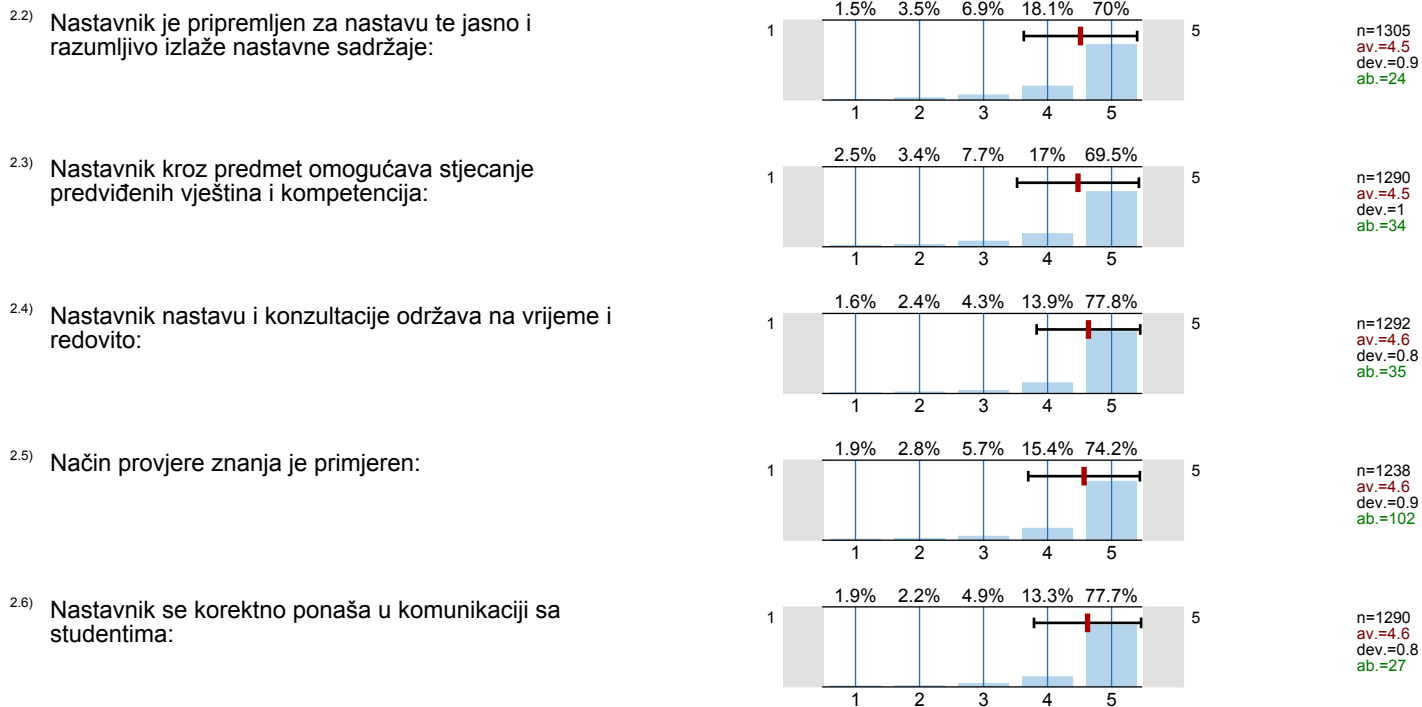 2.2) Nastavnik je pripremljen za nastavu te jasno i
razumljivo izlaže nastavne sadržaje:
1.5% 3.5% 6.9% 18.1% 70%
1 5
1 2 3 4 5
n=1305
av.=4.5
dev.=0.9
ab.=24
2.3) Nastavnik kroz predmet omogućava stjecanje
predviđenih vještina i kompetencija:
2.5% 3.4% 7.7% 17% 69.5%
1 5
1 2 3 4 5
n=1290
av.=4.5
dev.=1
ab.=34
2.4) Nastavnik nastavu i konzultacije održava na vrijeme i
redovito:
1.6% 2.4% 4.3% 13.9% 77.8%
1 5
1 2 3 4 5
n=1292
av.=4.6
dev.=0.8
ab.=35
2.5) Način provjere znanja je primjeren:
1.9% 2.8% 5.7% 15.4% 74.2%
1 5
1 2 3 4 5
n=1238
av.=4.6
dev.=0.9
ab.=102
2.6) Nastavnik se korektno ponaša u komunikaciji sa
studentima:
1.9% 2.2% 4.9% 13.3% 77.7%
1 5
1 2 3 4 5
n=1290
av.=4.6
dev.=0.8
ab.=27